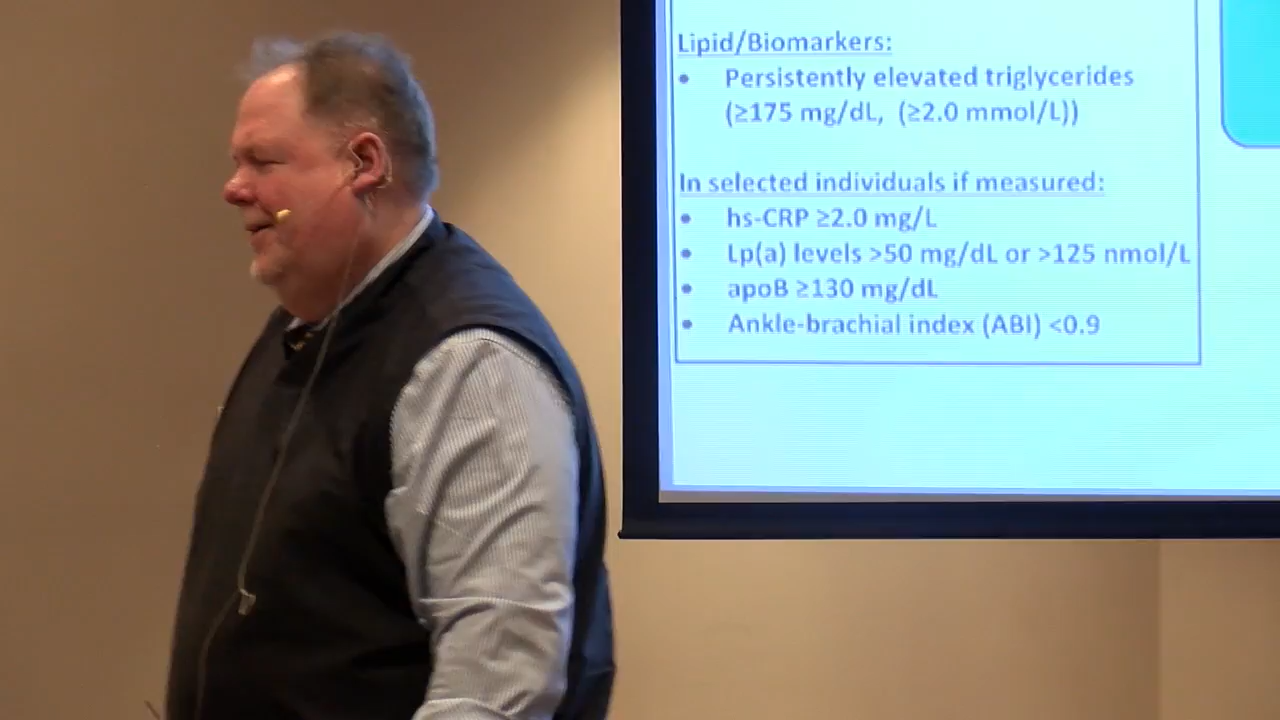 Lipid/Biomarkers:
• Persistently elevated triglycerides
(≥175 mg/dL, (≥2.0 mmol/L))
In selected individuals if measured:
• hs-CRP ≥2.0 mg/L
• Lp(a) levels >50 mg/dL or >125 nmol/L
• apoB ≥130 mg/dL
• Ankle-brachial index (ABI) <0.9